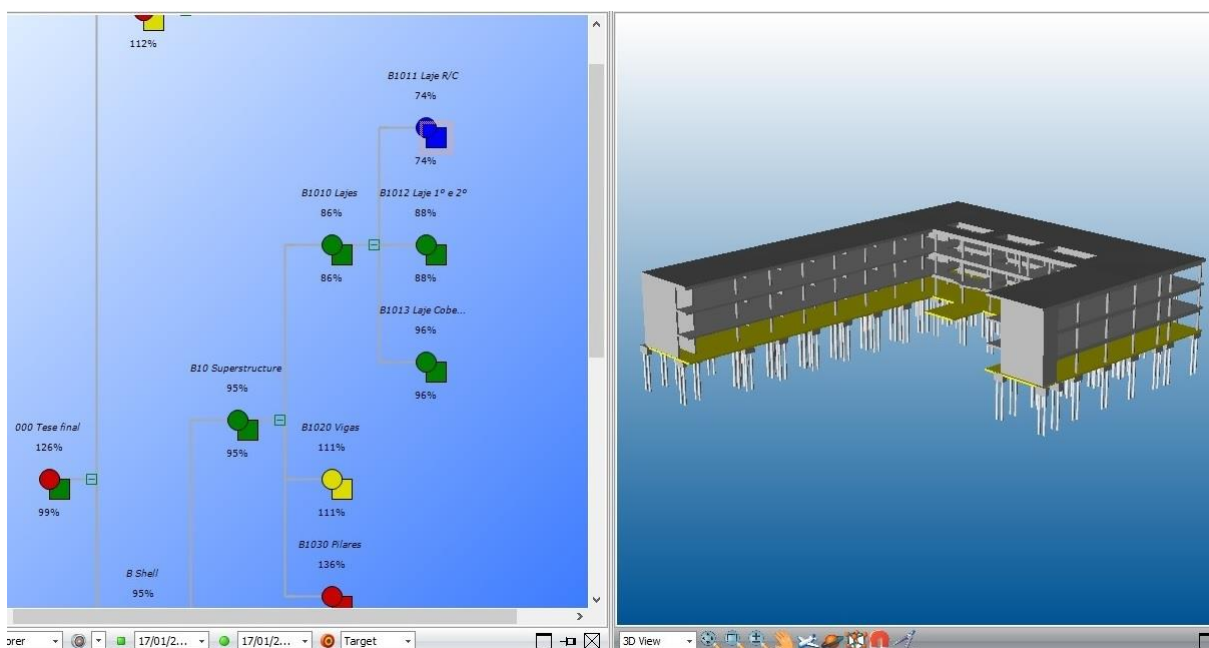 112%
B1011 Laje R/C
74%
74%
B1010 Lajes
86%
86%
B1012 Laje 1º e 2º
88%
88%
B1013 Laje Cobe...
96%
96%
B10 Superstructure
95%
95%
000 Tese final
126%
99%
B1020 Vigas
111%
111%
B1030 Pilares
136%
B Shell
95%
orer 17/01/2... 17/01/2... Target
3D View